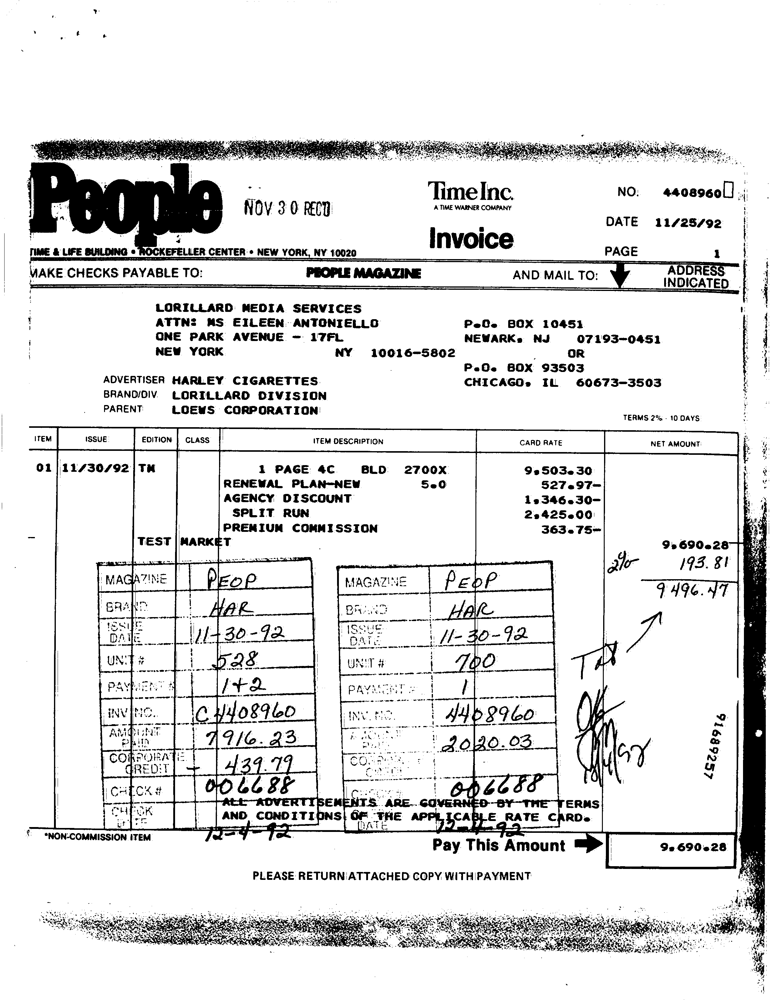 People
NOV 30 REC'D
Time Inc.
A TIME WARNER COMPANY
Invoice
NO. 4408960
DATE 11/25/92
PAGE 1
TIME & LIFE BUILDING • ROCKEFELLER CENTER • NEW YORK, NY 10020
MAKE CHECKS PAYABLE TO: PEOPLE MAGAZINE AND MAIL TO: ADDRESS INDICATED
LORILLARD MEDIA SERVICES
ATTN: MS EILEEN ANTONIELLO P.O. BOX 10451
ONE PARK AVENUE - 17FL NEWARK, NJ 07193-0451
NEW YORK NY 10016-5802 OR
P.O. BOX 93503
ADVERTISER HARLEY CIGARETTES CHICAGO, IL 60673-3503
BRAND/DIV LORILLARD DIVISION
PARENT LOEWS CORPORATION
TERMS 2% - 10 DAYS
ITEM ISSUE EDITION CLASS ITEM DESCRIPTION CARD RATE NET AMOUNT
01 11/30/92 TM 1 PAGE 4C BLD 2700X 9,503.30
RENEWAL PLAN-NEW 5.0 527.97-
AGENCY DISCOUNT 1,346.30-
SPLIT RUN 2,425.00
PREMIUM COMMISSION 363.75-
TEST MARKET 9,690.28
2% 193.81
9496.47
MAGAZINE PEOP MAGAZINE PEOP
BRAND HAR BRAND HAR
ISSUE DATE 11-30-92 ISSUE DATE 11-30-92
UNIT # 528 UNIT # 700
PAYMENT # 1+2 PAYMENT # 1
INV NO. C4408960 INV. NO. 4408960
AMOUNT PAID 7916.23 AMOUNT PAID 2020.03
CORPORATE CREDIT - 439.79 CORPORATE CREDIT
CHECK # 006688 CHECK # 006688
CHECK DATE 12-4-92 DATE 12-4-92
Tot
OK
91689257
ALL ADVERTISEMENTS ARE GOVERNED BY THE TERMS
AND CONDITIONS OF THE APPLICABLE RATE CARD.
*NON-COMMISSION ITEM
Pay This Amount 9,690.28
PLEASE RETURN ATTACHED COPY WITH PAYMENT